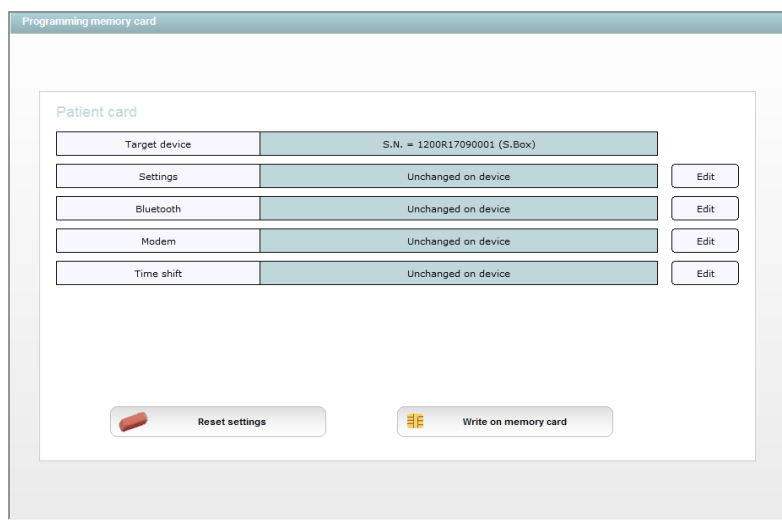 Programming memory card
Patient card
Target device S.N. = 1200R17090001 (S.Box)
Settings Unchanged on device Edit
Bluetooth Unchanged on device Edit
Modem Unchanged on device Edit
Time shift Unchanged on device Edit
Reset settings Write on memory card